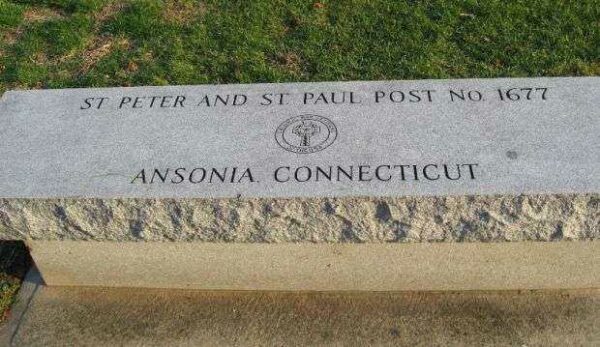 ST PETER AND ST. PAUL POST NO. 1677
ANSONIA. CONNECTICUT